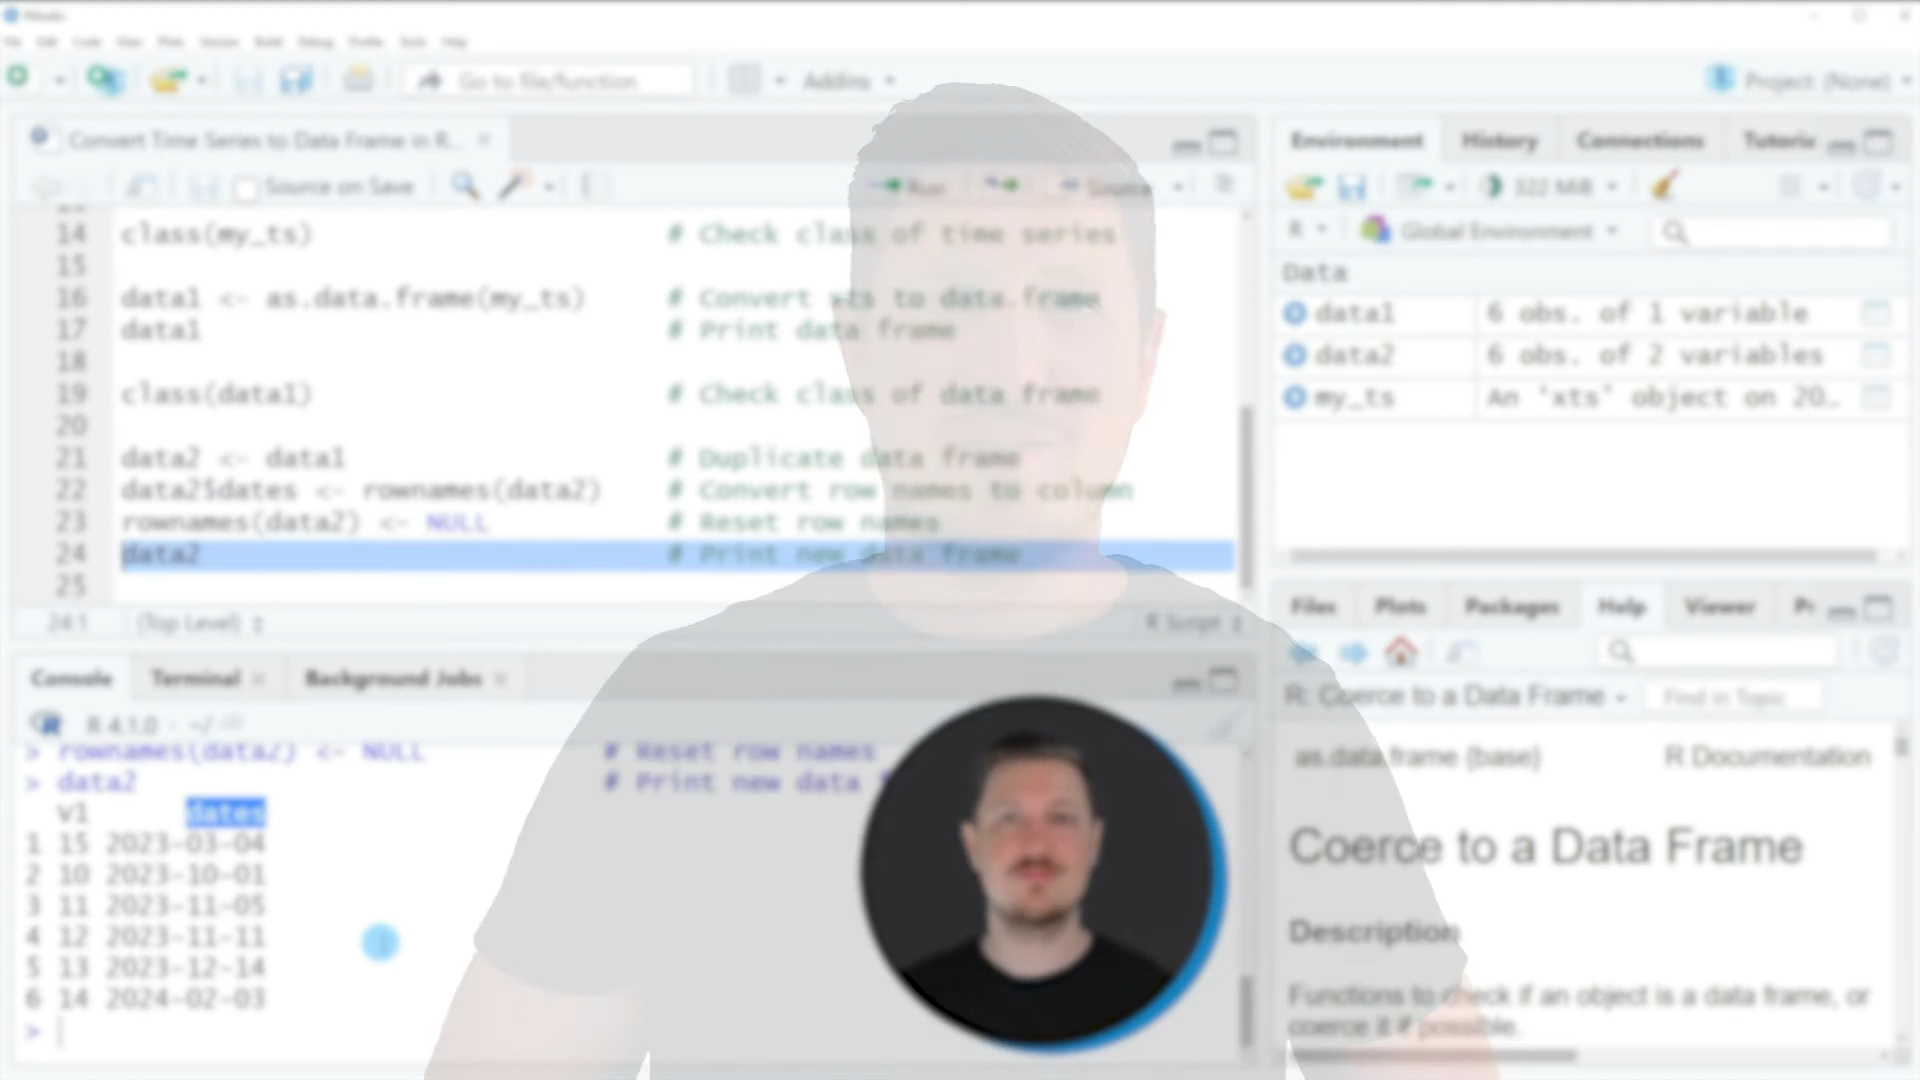 RStudio
File Edit Code View Plots Session Build Debug Profile Tools Help
Go to file/function
Addins
Project: (None)
Convert Time Series to Data Frame in R...
Source on Save
Run
Source
14 class(my_ts) # Check class of time series
15
16 data1 <- as.data.frame(my_ts) # Convert xts to data.frame
17 data1 # Print data frame
18
19 class(data1) # Check class of data frame
20
21 data2 <- data1 # Duplicate data frame
22 data2$dates <- rownames(data2) # Convert row names to column
23 rownames(data2) <- NULL # Reset row names
24 data2 # Print new data frame
25
24:1 (Top Level) R Script
Console Terminal Background Jobs
R 4.1.0 · ~/
> rownames(data2) <- NULL # Reset row names
> data2 # Print new data
v1 dates
1 15 2023-03-04
2 10 2023-10-01
3 11 2023-11-05
4 12 2023-11-11
5 13 2023-12-14
6 14 2024-02-03
>
Environment History Connections
322 MiB
R Global Environment
Data
data1 6 obs. of 1 variable
data2 6 obs. of 2 variables
my_ts An 'xts' object on 20...
Files Plots Packages Help Viewer
R: Coerce to a Data Frame Find in Topic
as.data.frame {base} R Documentation
Coerce to a Data Frame
Description
Functions to check if an object is a data frame, or
coerce it if possible.